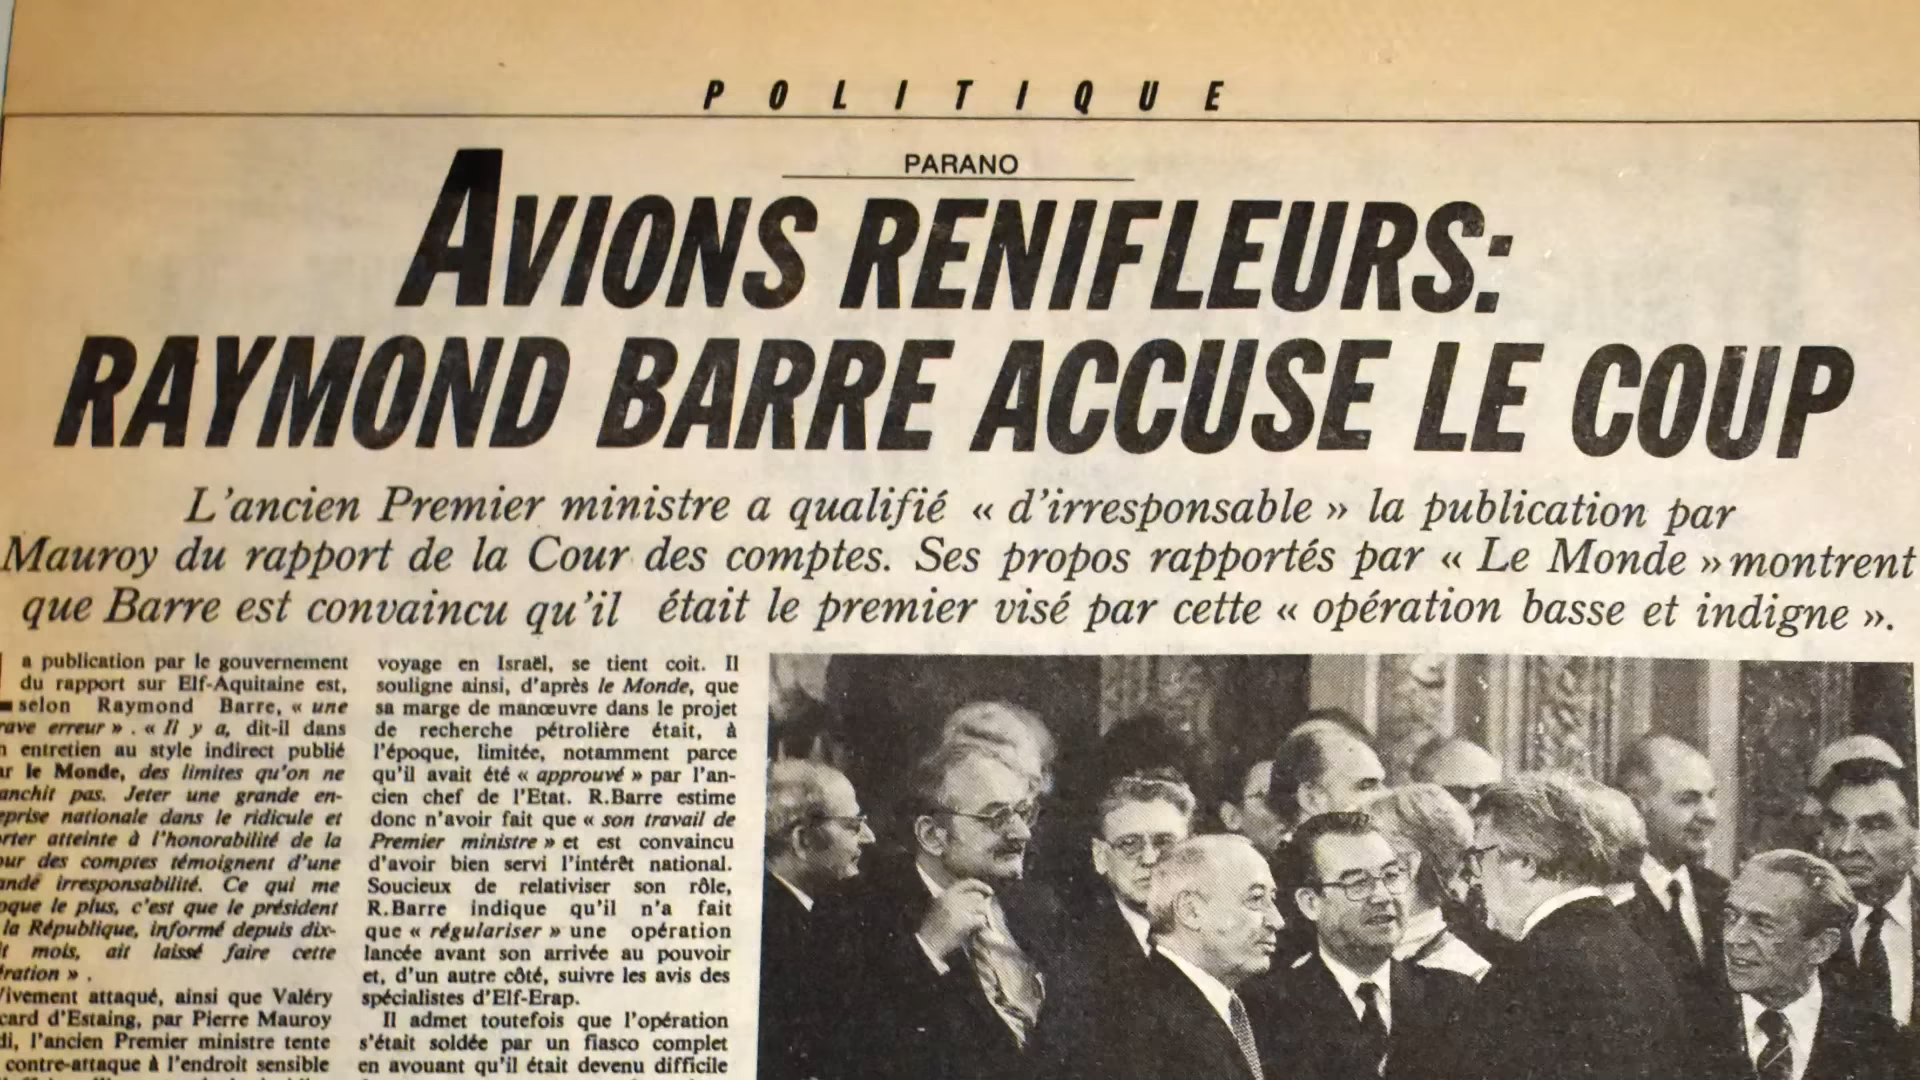 POLITIQUE
PARANO
AVIONS RENIFLEURS:
RAYMOND BARRE ACCUSE LE COUP
L'ancien Premier ministre a qualifié « d'irresponsable » la publication par
Mauroy du rapport de la Cour des comptes. Ses propos rapportés par « Le Monde » montrent
que Barre est convaincu qu'il était le premier visé par cette « opération basse et indigne ».
a publication par le gouvernement
du rapport sur Elf-Aquitaine est,
selon Raymond Barre, « une
erreur » . « Il y a, dit-il dans
entretien au style indirect publié
le Monde, des limites qu'on ne
pas. Jeter une grande en-
nationale dans le ridicule et
atteinte à l'honorabilité de la
des comptes témoignent d'une
irresponsabilité. Ce qui me
le plus, c'est que le président
la République, informé depuis dix-
mois, ait laissé faire cette
» .
Vivement attaqué, ainsi que Valéry
d'Estaing, par Pierre Mauroy
l'ancien Premier ministre tente
contre-attaque à l'endroit sensible
voyage en Israël, se tient coit. Il
souligne ainsi, d'après le Monde, que
sa marge de manœuvre dans le projet
de recherche pétrolière était, à
l'époque, limitée, notamment parce
qu'il avait été « approuvé » par l'an-
cien chef de l'Etat. R.Barre estime
donc n'avoir fait que « son travail de
Premier ministre » et est convaincu
d'avoir bien servi l'intérêt national.
Soucieux de relativiser son rôle,
R.Barre indique qu'il n'a fait
que « régulariser » une opération
lancée avant son arrivée au pouvoir
et, d'un autre côté, suivre les avis des
spécialistes d'Elf-Erap.
Il admet toutefois que l'opération
s'était soldée par un fiasco complet
en avouant qu'il était devenu difficile